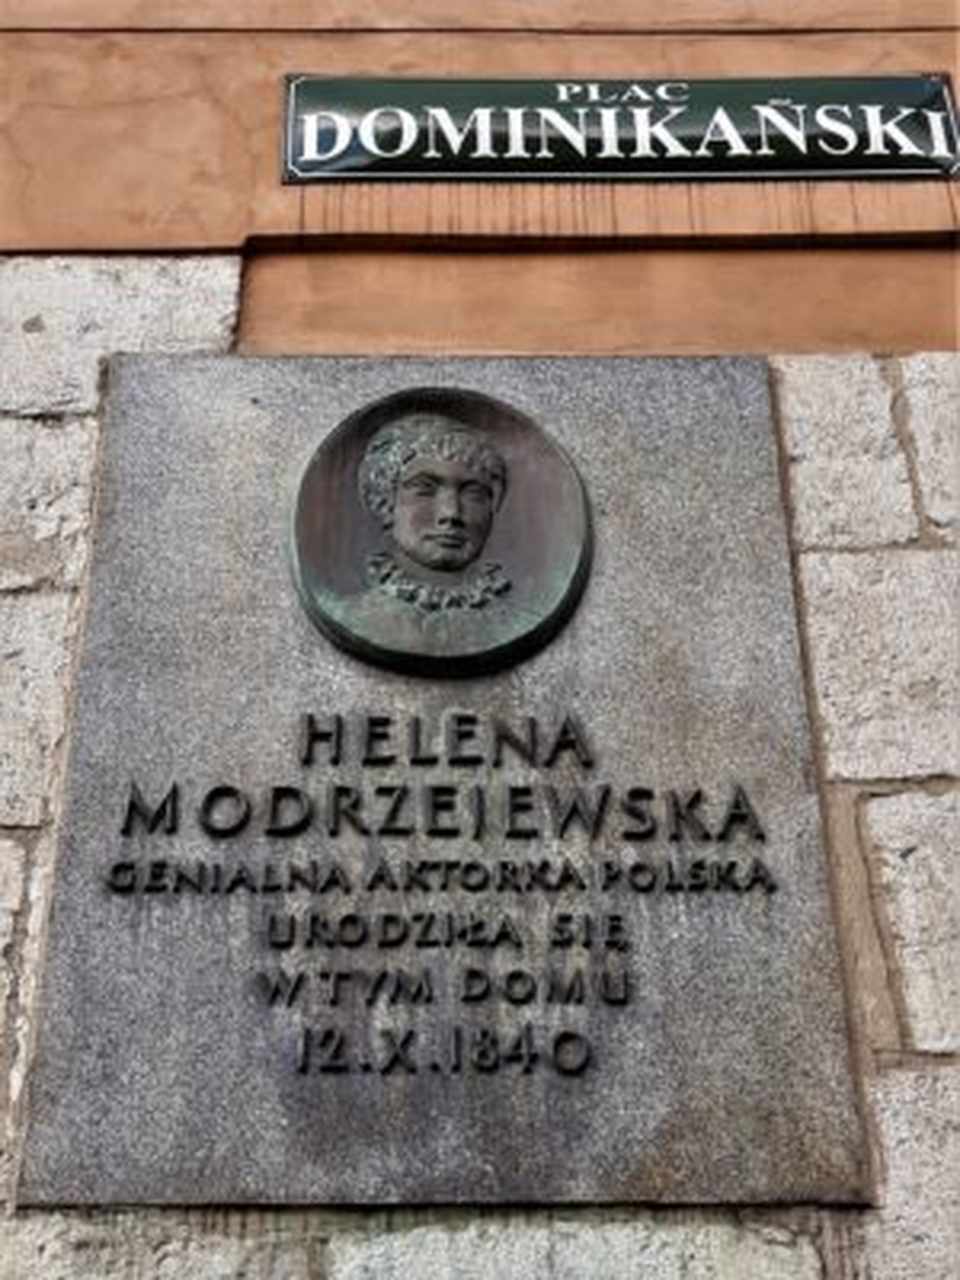 PLAC
DOMINIKAŃSKI
HELENA
MODRZEJEWSKA
GENIALNA AKTORKA POLSKA
URODZIŁA SIĘ
W TYM DOMU
12.X.1840